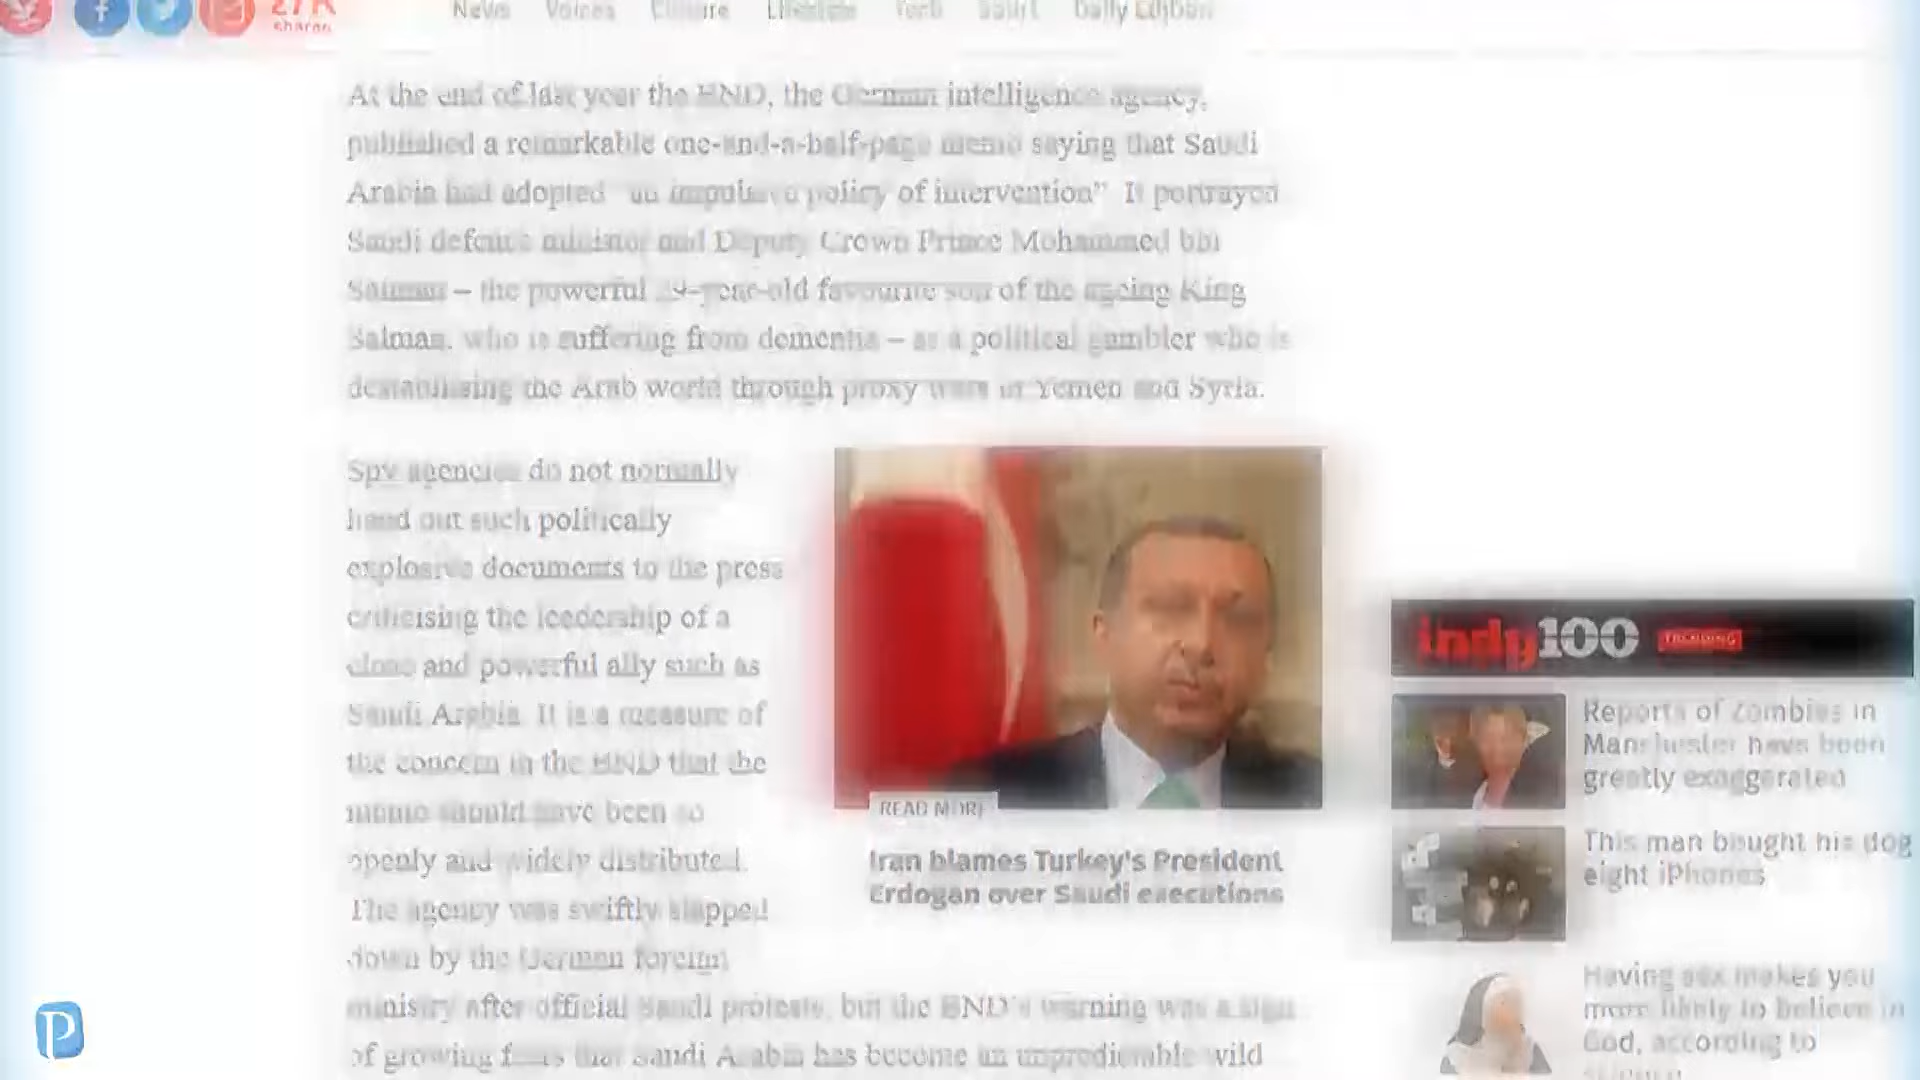 27K
shares
News Voices Culture Lifestyle Tech Sport Daily Edition
At the end of last year the BND, the German intelligence agency,
published a remarkable one-and-a-half-page memo saying that Saudi
Arabia had adopted "an impulsive policy of intervention". It portrayed
Saudi defence minister and Deputy Crown Prince Mohammed bin
Salman – the powerful 29-year-old favourite son of the ageing King
Salman, who is suffering from dementia – as a political gambler who is
destabilising the Arab world through proxy wars in Yemen and Syria.
Spy agencies do not normally
hand out such politically
explosive documents to the press
criticising the leadership of a
close and powerful ally such as
Saudi Arabia. It is a measure of
the concern in the BND that the
memo should have been so
openly and widely distributed.
The agency was swiftly slapped
down by the German foreign
ministry after official Saudi protests, but the BND's warning was a sign
of growing fears that Saudi Arabia has become an unpredictable wild
READ MORE
Iran blames Turkey's President
Erdogan over Saudi executions
indy100 TRENDING
Reports of zombies in
Manchester have been
greatly exaggerated
This man bought his dog
eight iPhones
Having sex makes you
more likely to believe in
God, according to
P